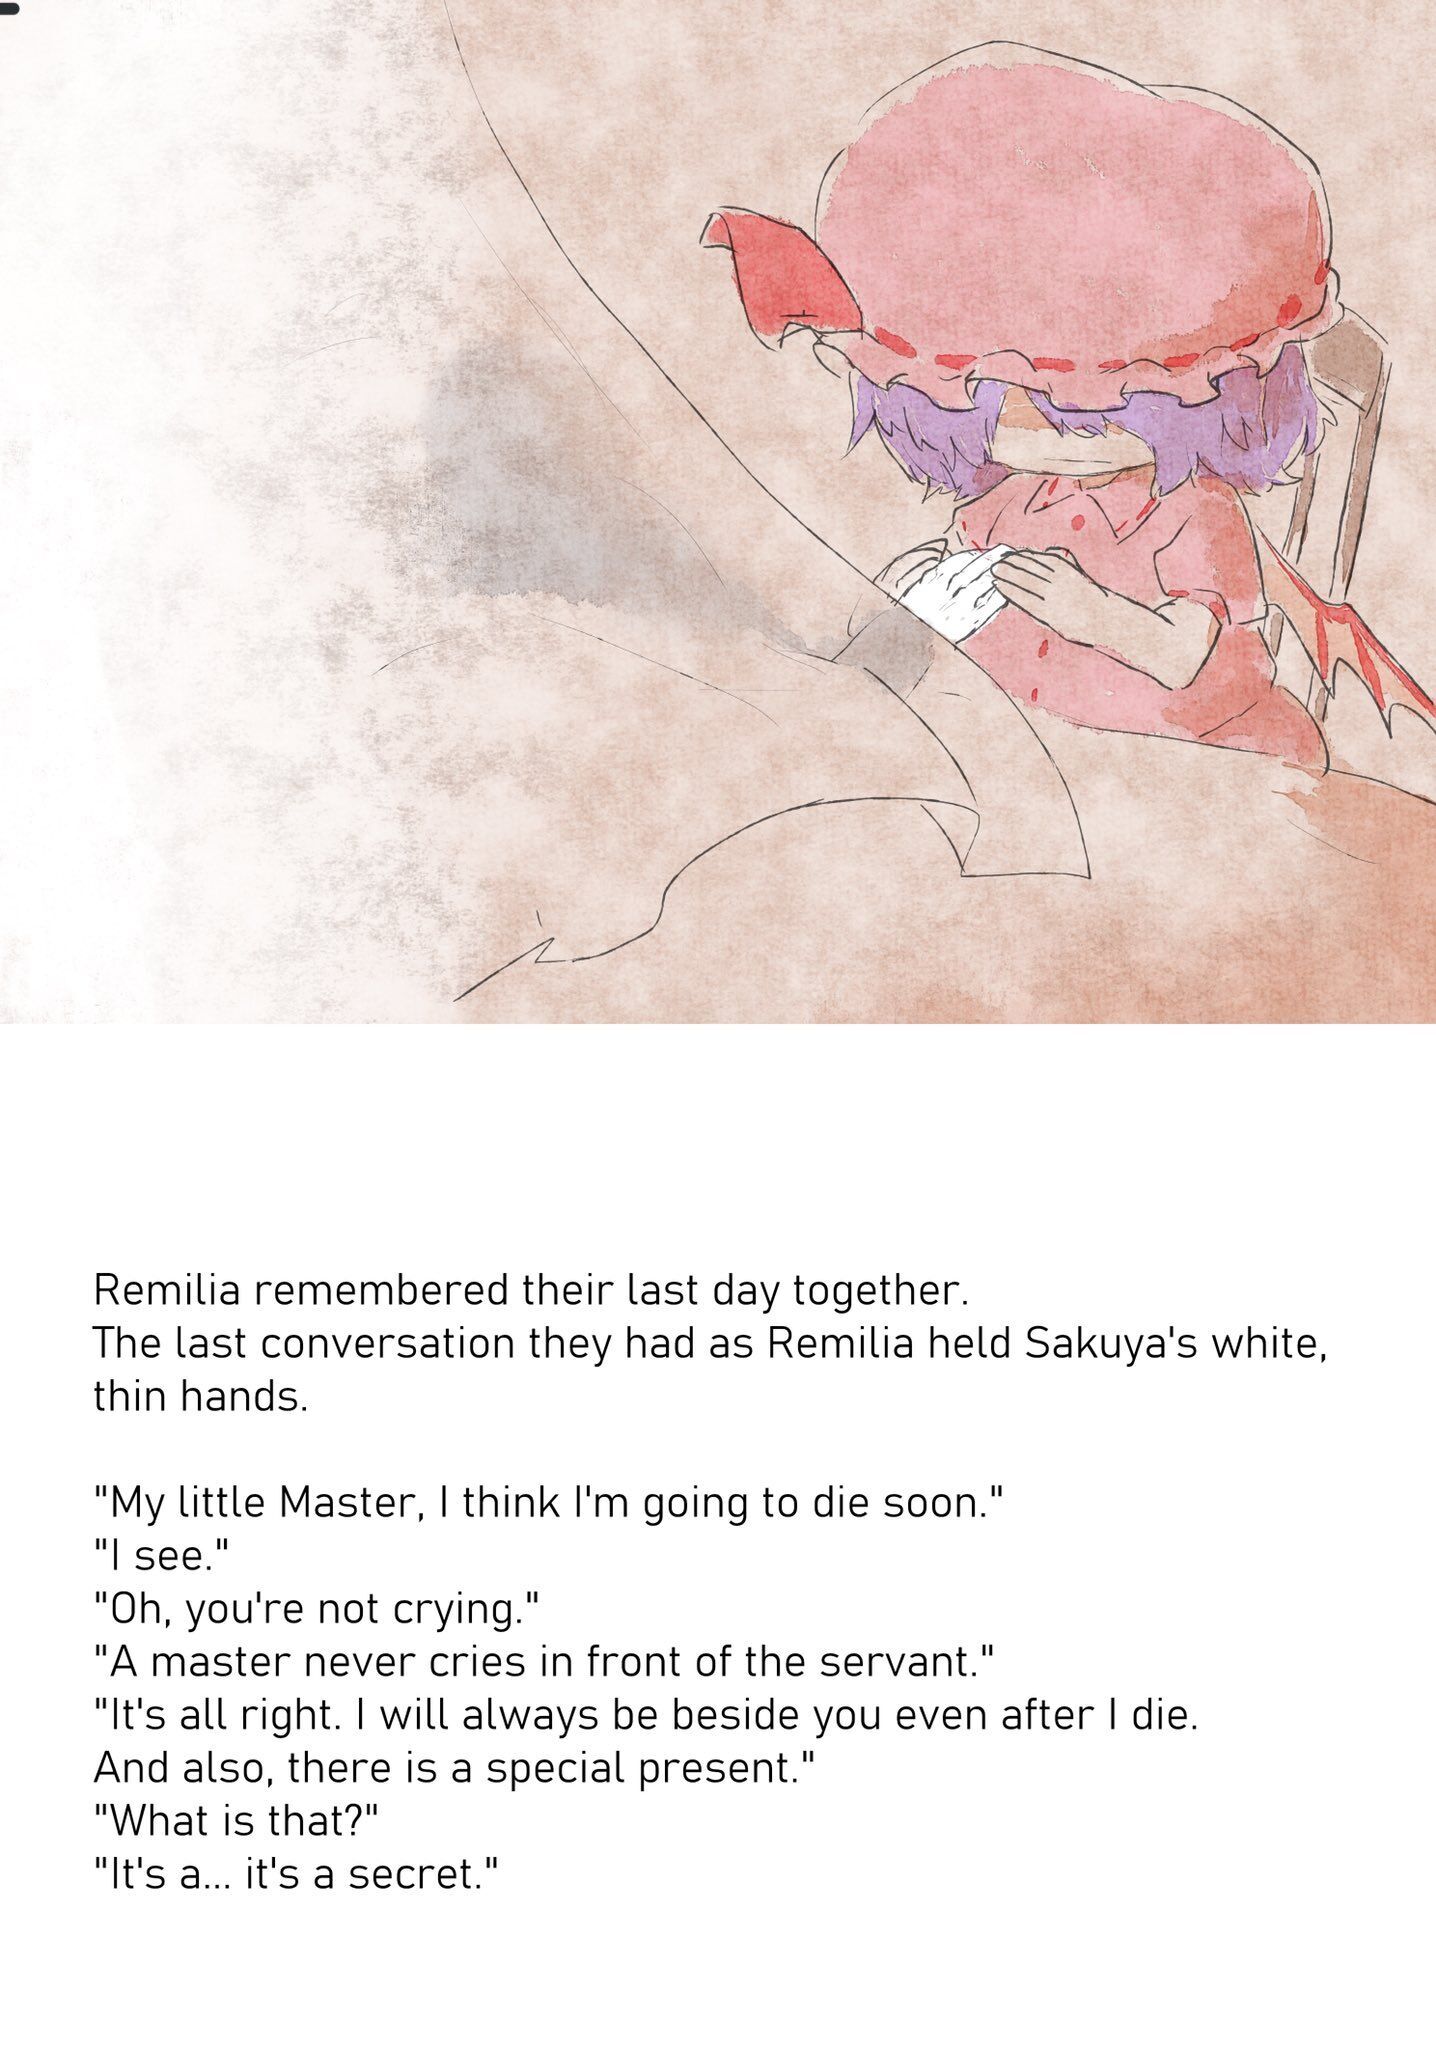 Remilia remembered their last day together.
The last conversation they had as Remilia held Sakuya's white,
thin hands.
"My little Master, I think I'm going to die soon."
"I see."
"Oh, you're not crying."
"A master never cries in front of the servant."
"It's all right. I will always be beside you even after I die.
And also, there is a special present."
"What is that?"
"It's a... it's a secret."